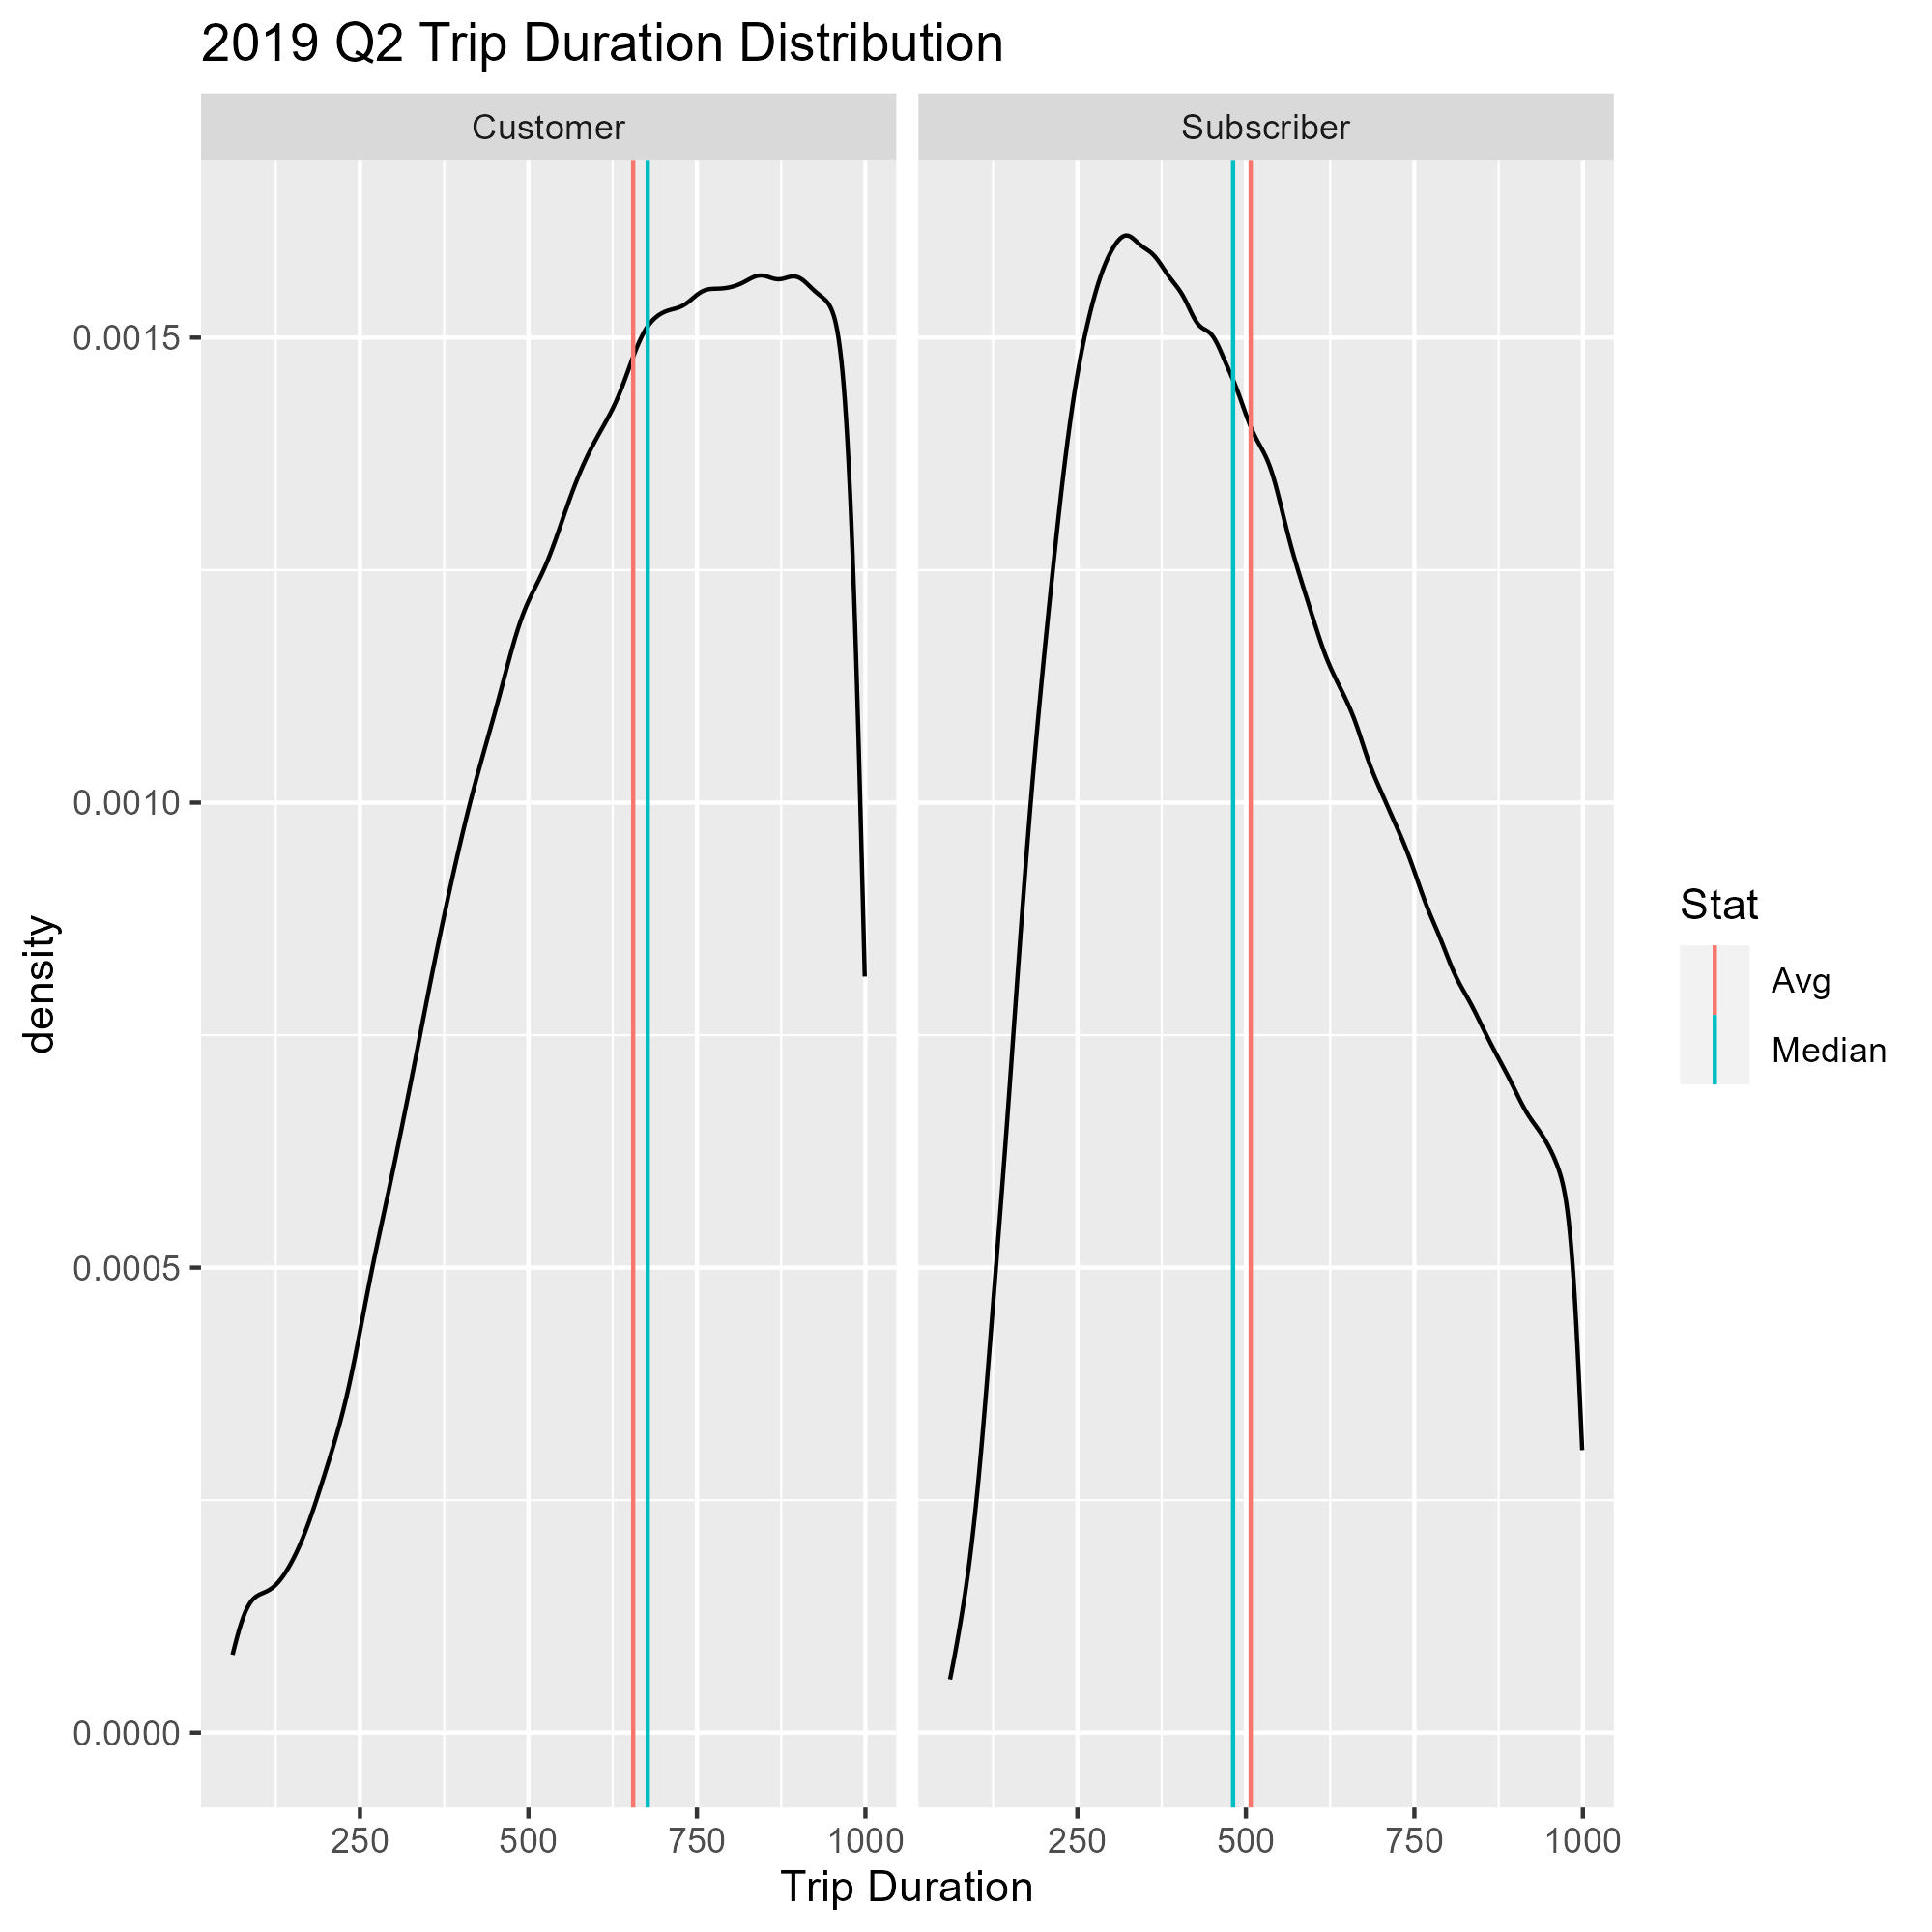 2019 Q2 Trip Duration Distribution
Customer
Subscriber
0.0015
0.0010
0.0005
0.0000
density
250 500 750 1000
250 500 750 1000
Trip Duration
Stat
Avg
Median